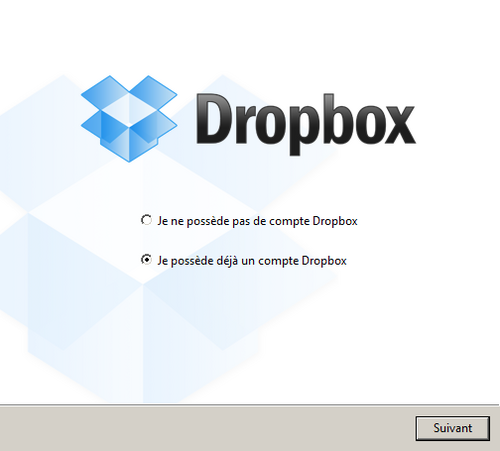 Dropbox
Je ne possède pas de compte Dropbox
Je possède déjà un compte Dropbox
Suivant